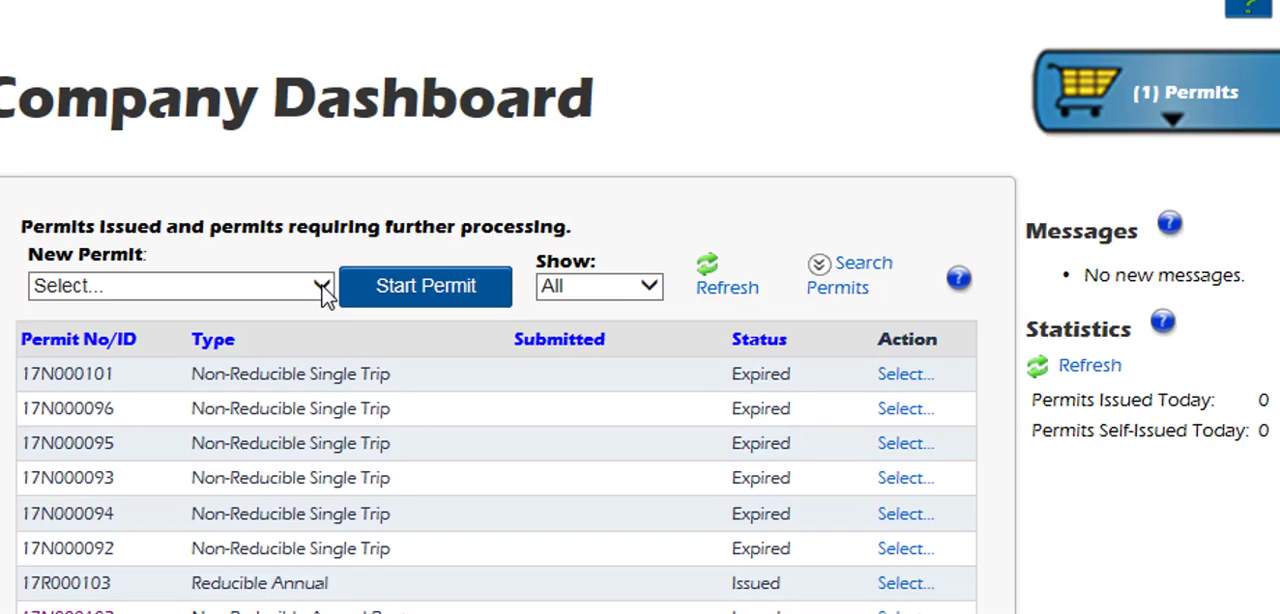 ?
Company Dashboard
(1) Permits
Permits issued and permits requiring further processing.
New Permit:
Select...
Start Permit
Show:
All
Refresh
Search
Permits
?
Permit No/ID Type Submitted Status Action
17N000101 Non-Reducible Single Trip Expired Select...
17N000096 Non-Reducible Single Trip Expired Select...
17N000095 Non-Reducible Single Trip Expired Select...
17N000093 Non-Reducible Single Trip Expired Select...
17N000094 Non-Reducible Single Trip Expired Select...
17N000092 Non-Reducible Single Trip Expired Select...
17R000103 Reducible Annual Issued Select...
Messages ?
• No new messages.
Statistics ?
Refresh
Permits Issued Today: 0
Permits Self-Issued Today: 0